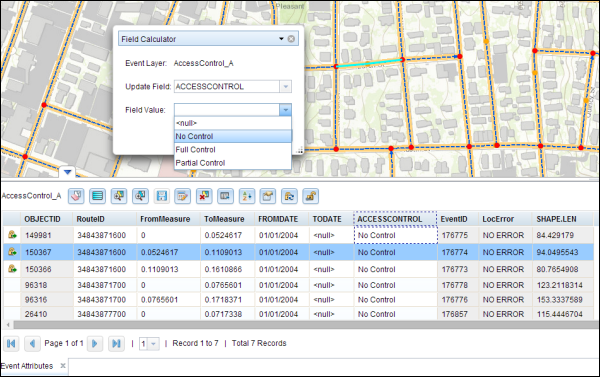 Pleasant
Field Calculator
Event Layer: AccessControl_A
Update Field: ACCESSCONTROL
Field Value:
<null>
No Control
Full Control
Partial Control
AccessControl_A
OBJECTID RouteID FromMeasure ToMeasure FROMDATE TODATE ACCESSCONTROL EventID LocError SHAPE.LEN
149981 34843871600 0 0.0524617 01/01/2004 <null> No Control 176775 NO ERROR 84.429179
150367 34843871600 0.0524617 0.1109013 01/01/2004 <null> No Control 176774 NO ERROR 94.0495543
150366 34843871600 0.1109013 0.1610866 01/01/2004 <null> No Control 176773 NO ERROR 80.7654908
96318 34843871700 0 0.0765601 01/01/2004 <null> No Control 176778 NO ERROR 123.2118314
96316 34843871700 0.0765601 0.1718371 01/01/2004 <null> No Control 176776 NO ERROR 153.3337589
26410 34843877700 0 0.0717338 01/01/2004 <null> No Control 176857 NO ERROR 115.4446704
Page 1 of 1 | 1 | Record 1 to 7 | Total 7 Records
Event Attributes